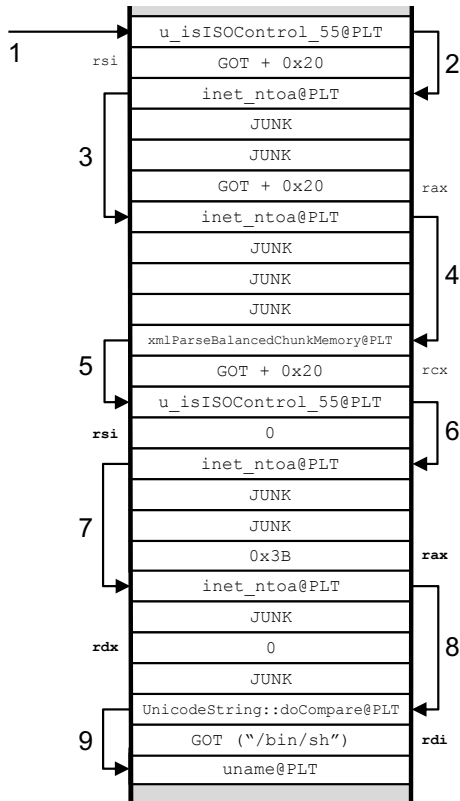 u_isISOControl_55@PLT
1
2
rsi
GOT + 0x20
inet_ntoa@PLT
JUNK
3
JUNK
GOT + 0x20
rax
inet_ntoa@PLT
JUNK
4
JUNK
JUNK
xmlParseBalancedChunkMemory@PLT
5
GOT + 0x20
rcx
u_isISOControl_55@PLT
6
rsi
0
inet_ntoa@PLT
JUNK
7
JUNK
0x3B
rax
inet_ntoa@PLT
JUNK
8
rdx
0
JUNK
UnicodeString::doCompare@PLT
9
GOT (“/bin/sh”)
rdi
uname@PLT